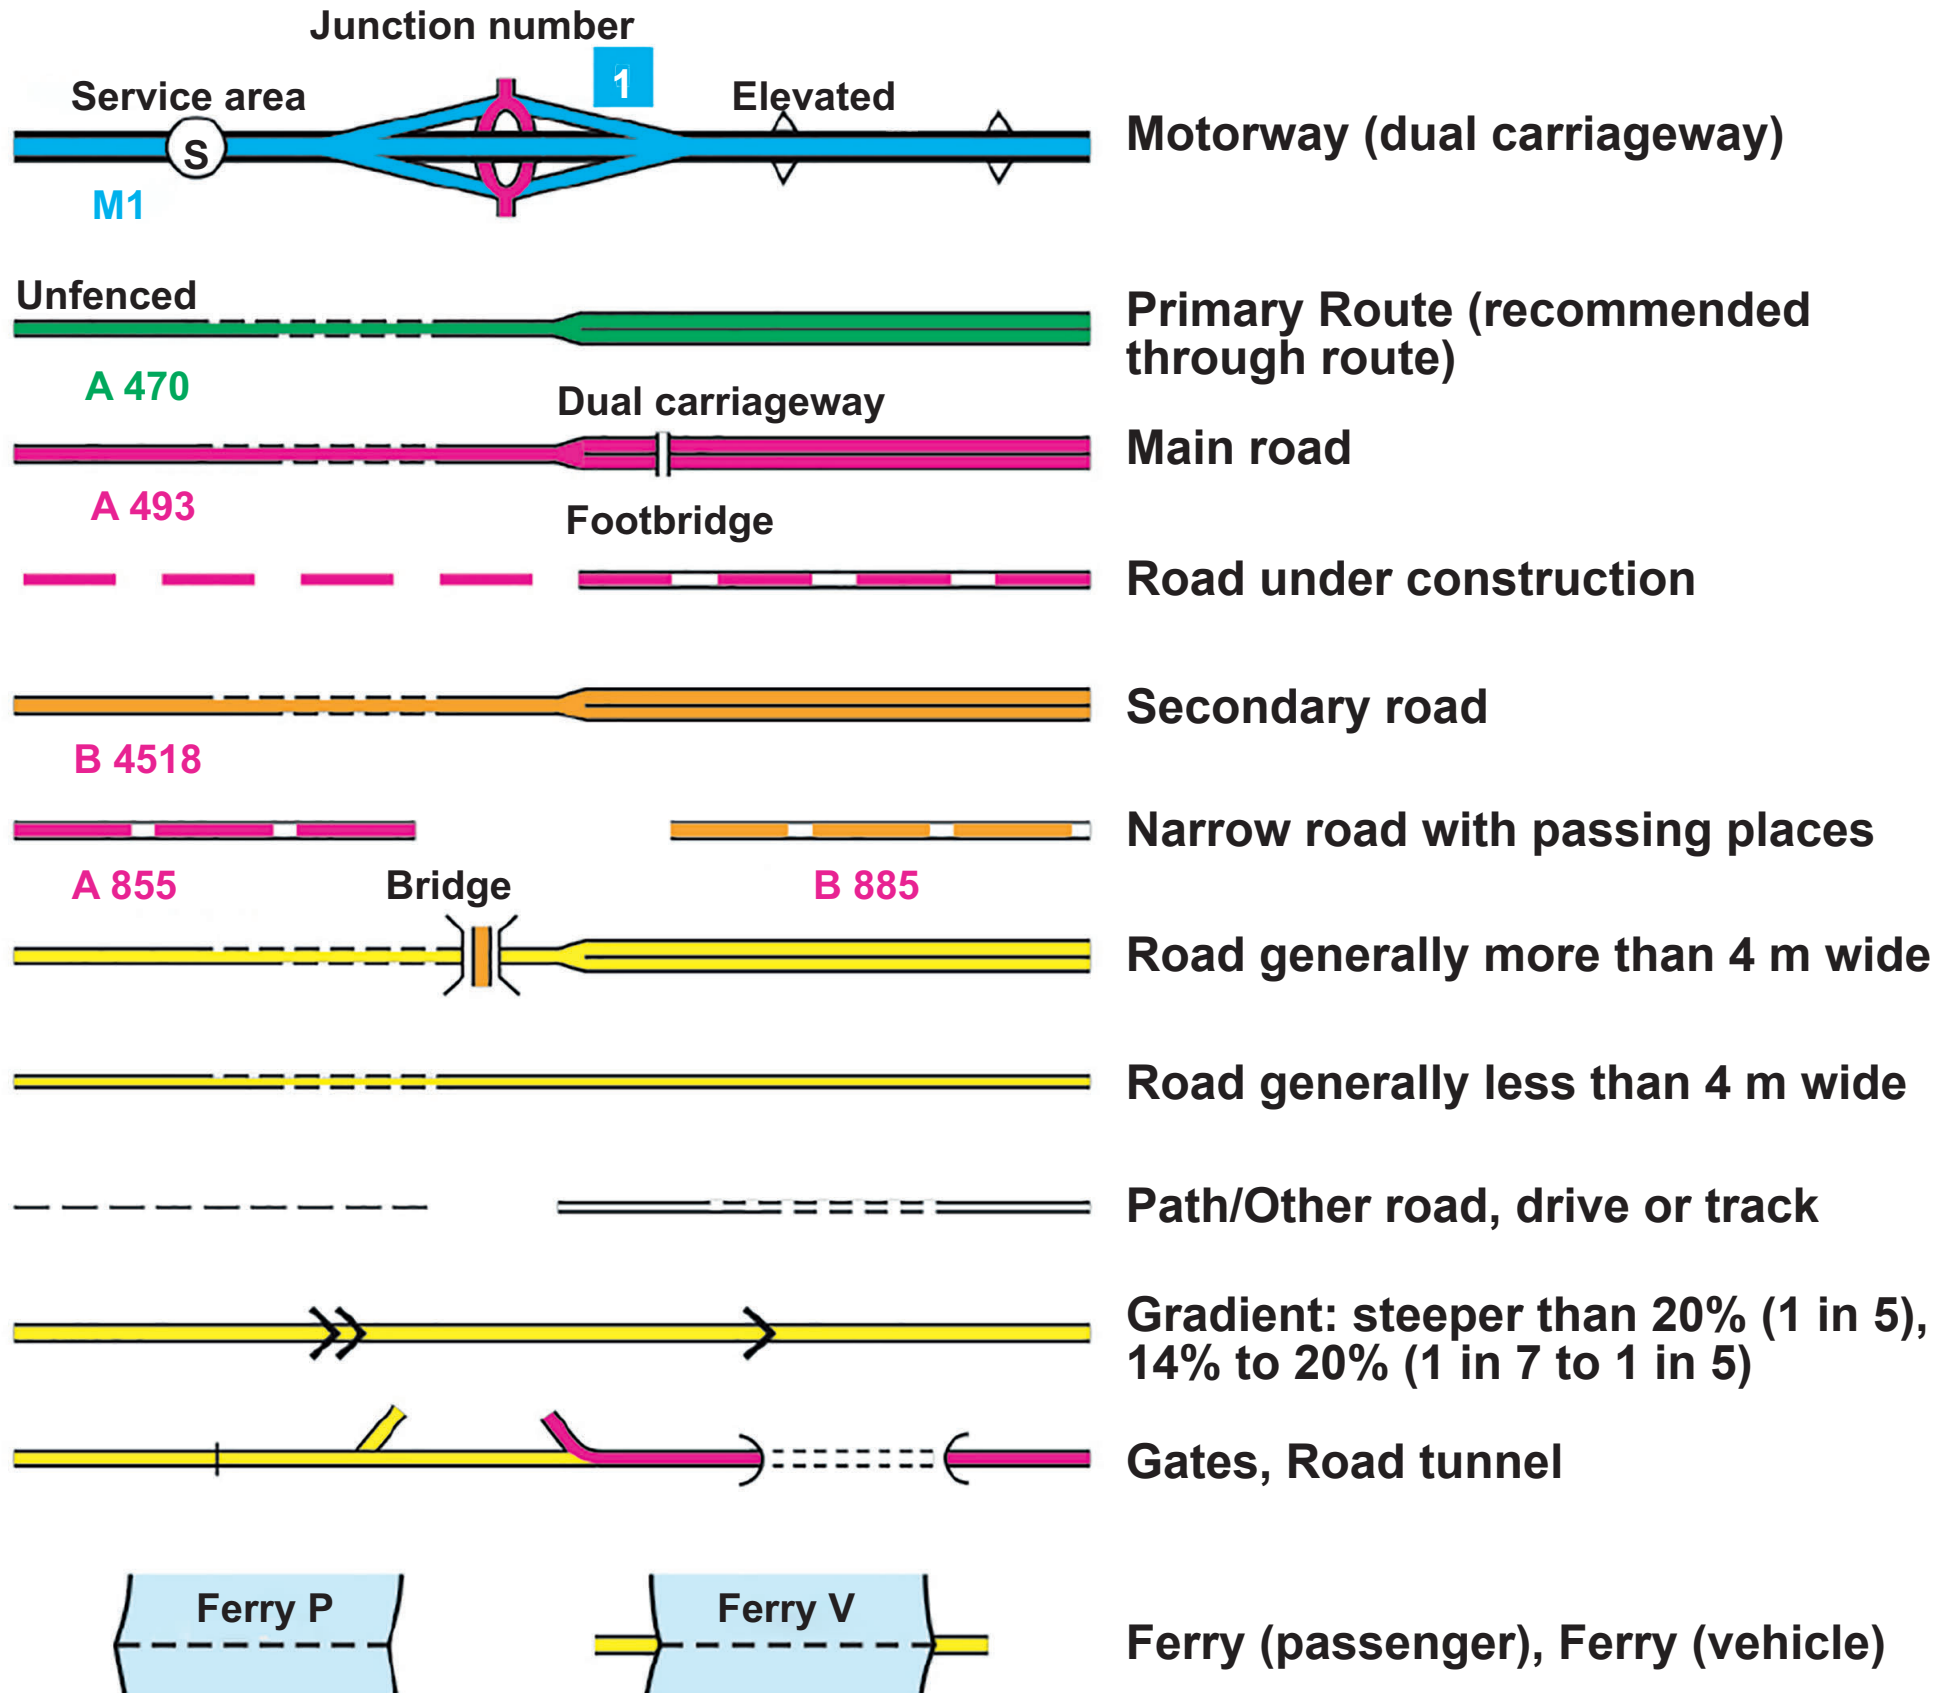 Junction number
1
Service area
S
Elevated
Motorway (dual carriageway)
M1
Unfenced
Primary Route (recommended
through route)
A 470
Dual carriageway
Main road
A 493
Footbridge
Road under construction
Secondary road
B 4518
Narrow road with passing places
A 855
Bridge
B 885
Road generally more than 4 m wide
Road generally less than 4 m wide
Path/Other road, drive or track
Gradient: steeper than 20% (1 in 5),
14% to 20% (1 in 7 to 1 in 5)
Gates, Road tunnel
Ferry P
Ferry V
Ferry (passenger), Ferry (vehicle)